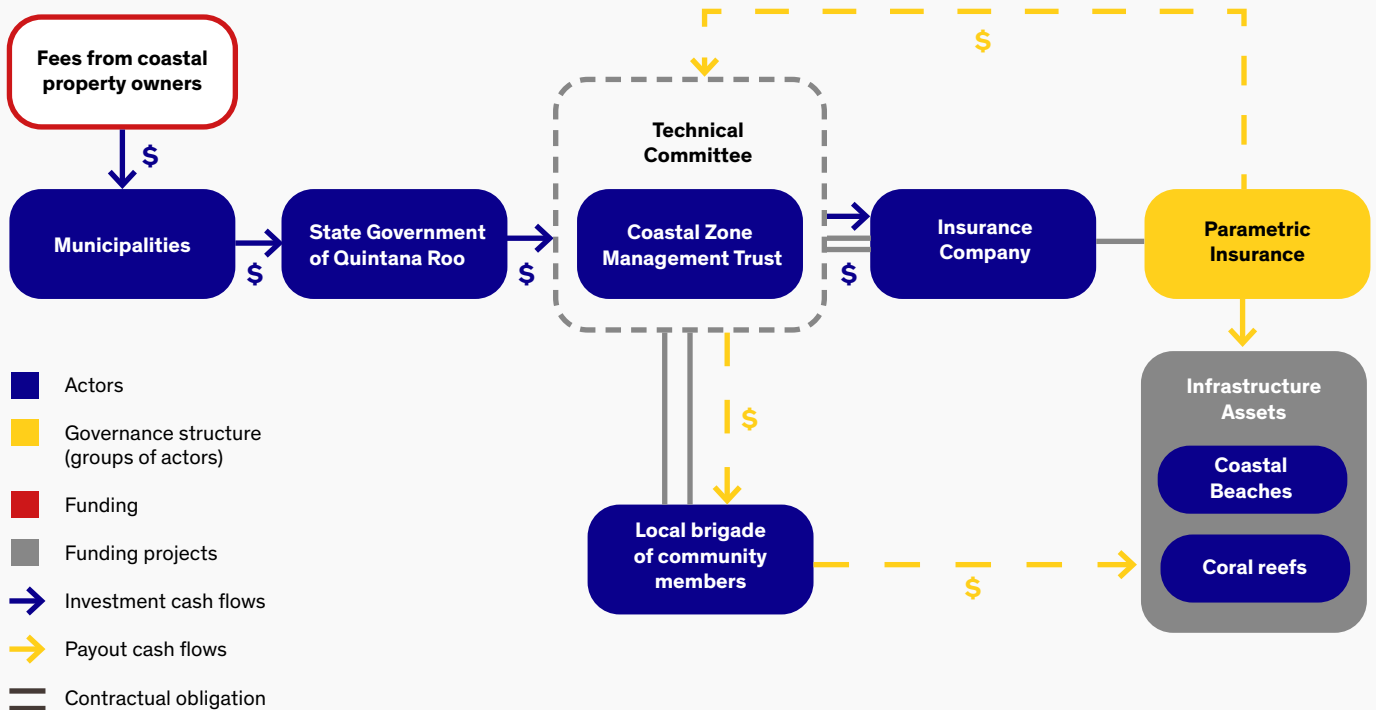 Fees from coastal
property owners
$
Municipalities
$
State Government
of Quintana Roo
$
Technical
Committee
Coastal Zone
Management Trust
$
Insurance
Company
Parametric
Insurance
$
Infrastructure
Assets
Coastal
Beaches
Coral reefs
$
Local brigade
of community
members
$
Actors
Governance structure
(groups of actors)
Funding
Funding projects
Investment cash flows
Payout cash flows
Contractual obligation